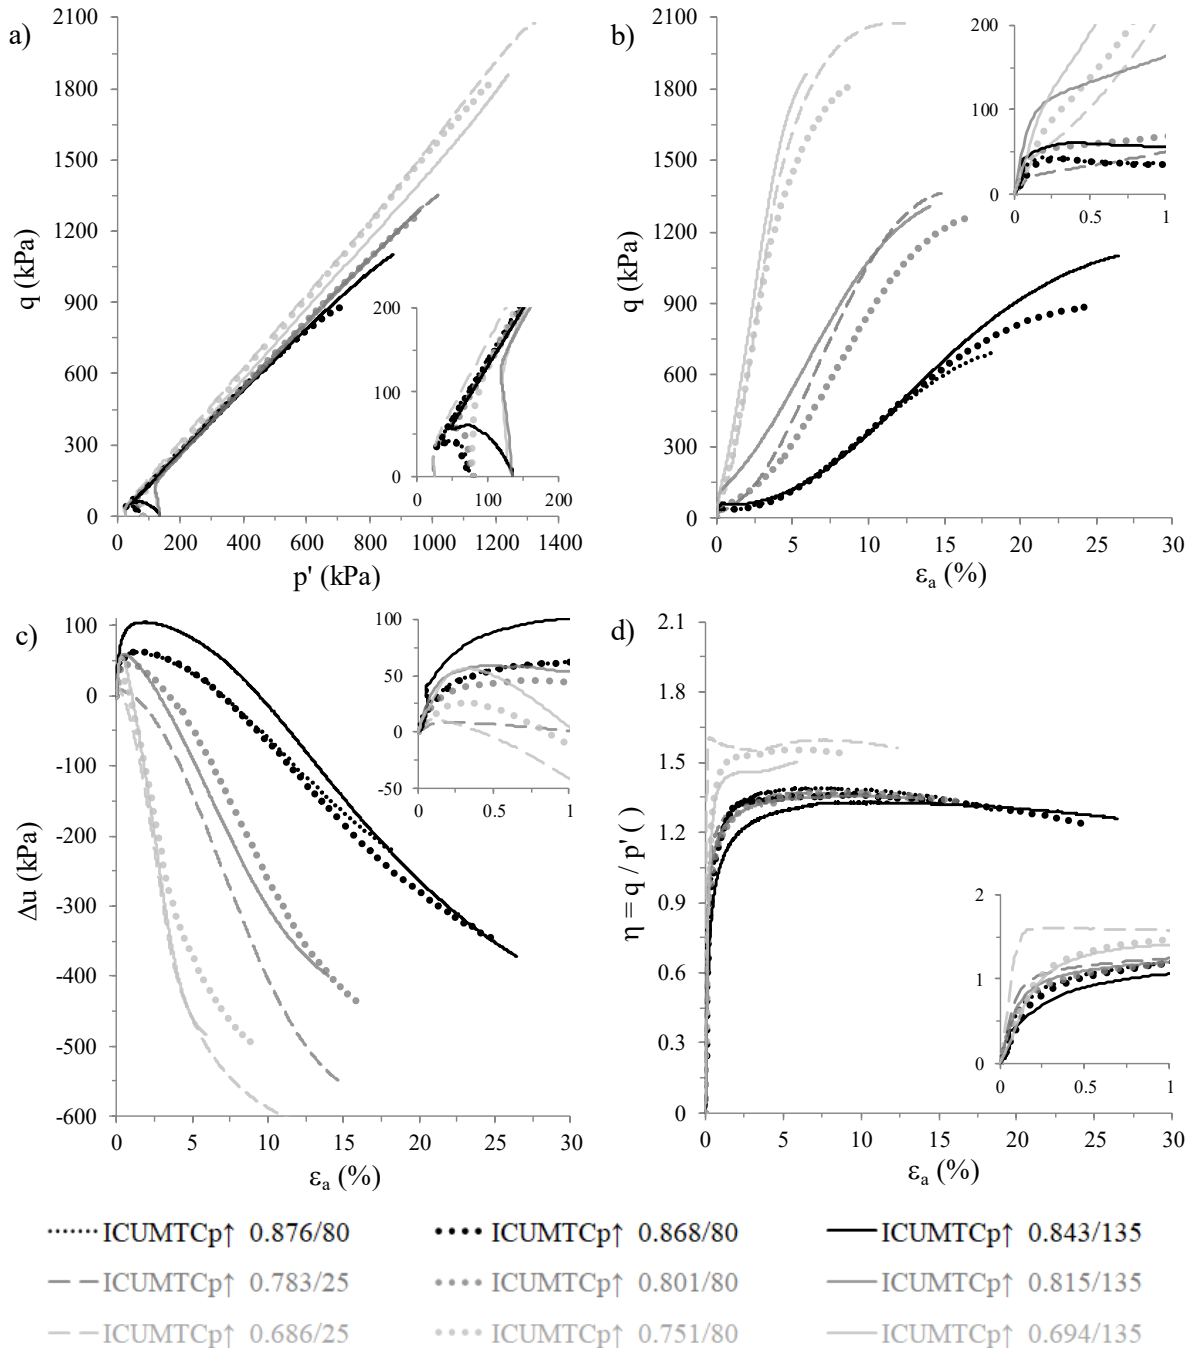 a)
2100
1800
1500
1200
900
600
300
0
q (kPa)
0 200 400 600 800 1000 1200 1400
p' (kPa)
200
100
0
0 100 200
b)
2100
1800
1500
1200
900
600
300
0
q (kPa)
0 5 10 15 20 25 30
εa (%)
200
100
0
0 0.5 1
c)
100
0
-100
-200
-300
-400
-500
-600
Δu (kPa)
0 5 10 15 20 25 30
εa (%)
100
50
0
-50
0 0.5 1
d)
2.1
1.8
1.5
1.2
0.9
0.6
0.3
0
η = q / p' ( )
0 5 10 15 20 25 30
εa (%)
2
1
0
0 0.5 1
ICUMTCp↑ 0.876/80 ICUMTCp↑ 0.868/80 ICUMTCp↑ 0.843/135
ICUMTCp↑ 0.783/25 ICUMTCp↑ 0.801/80 ICUMTCp↑ 0.815/135
ICUMTCp↑ 0.686/25 ICUMTCp↑ 0.751/80 ICUMTCp↑ 0.694/135